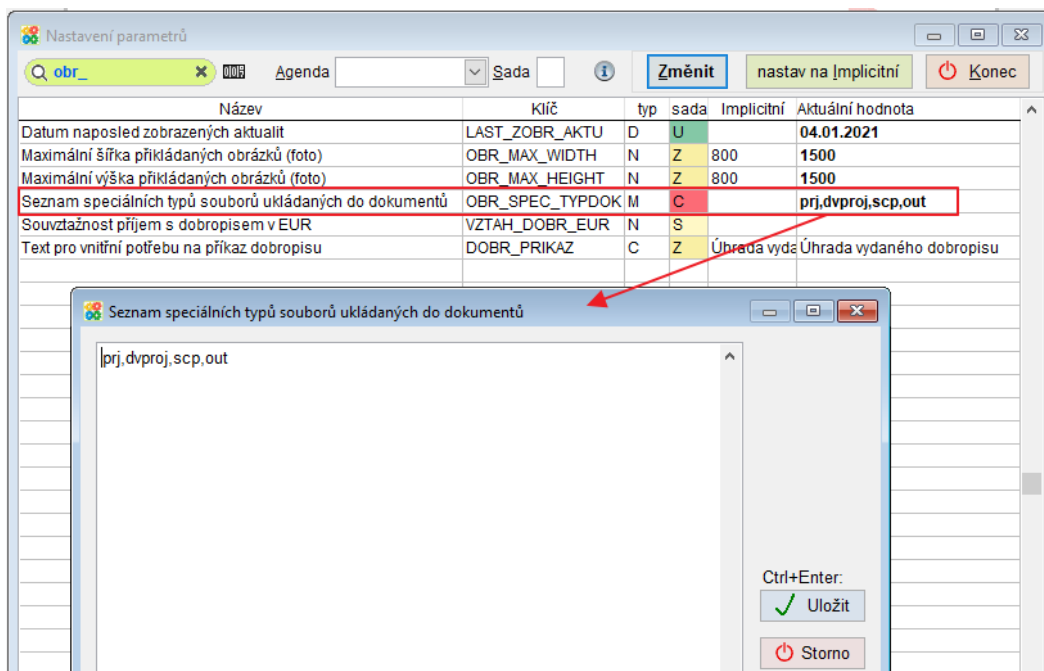 Nastavení parametrů
obr_ Agenda Sada Změnit nastav na Implicitní Konec
Název Klíč typ sada Implicitní Aktuální hodnota
Datum naposled zobrazených aktualit LAST_ZOBR_AKTU D U 04.01.2021
Maximální šířka přikládaných obrázků (foto) OBR_MAX_WIDTH N Z 800 1500
Maximální výška přikládaných obrázků (foto) OBR_MAX_HEIGHT N Z 800 1500
Seznam speciálních typů souborů ukládaných do dokumentů OBR_SPEC_TYPDOK M C prj,dvproj,scp,out
Souvztažnost příjem s dobropisem v EUR VZTAH_DOBR_EUR N S
Text pro vnitřní potřebu na příkaz dobropisu DOBR_PRIKAZ C Z Úhrada vyda Úhrada vydaného dobropisu
Seznam speciálních typů souborů ukládaných do dokumentů
prj,dvproj,scp,out
Ctrl+Enter:
Uložit
Storno